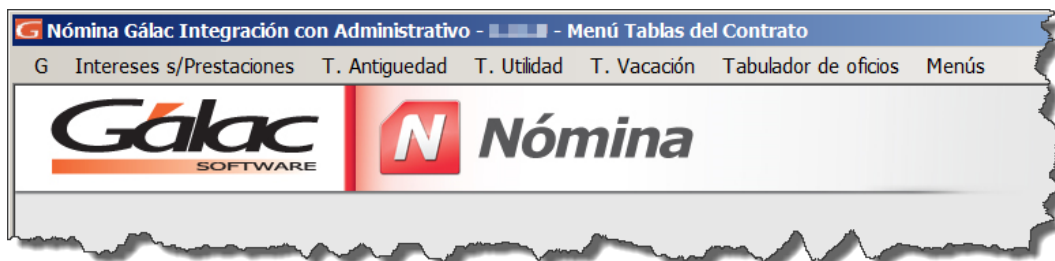 G Nómina Gálac Integración con Administrativo - - Menú Tablas del Contrato
G Intereses s/Prestaciones T. Antiguedad T. Utilidad T. Vacación Tabulador de oficios Menús
Gálac N Nómina
SOFTWARE